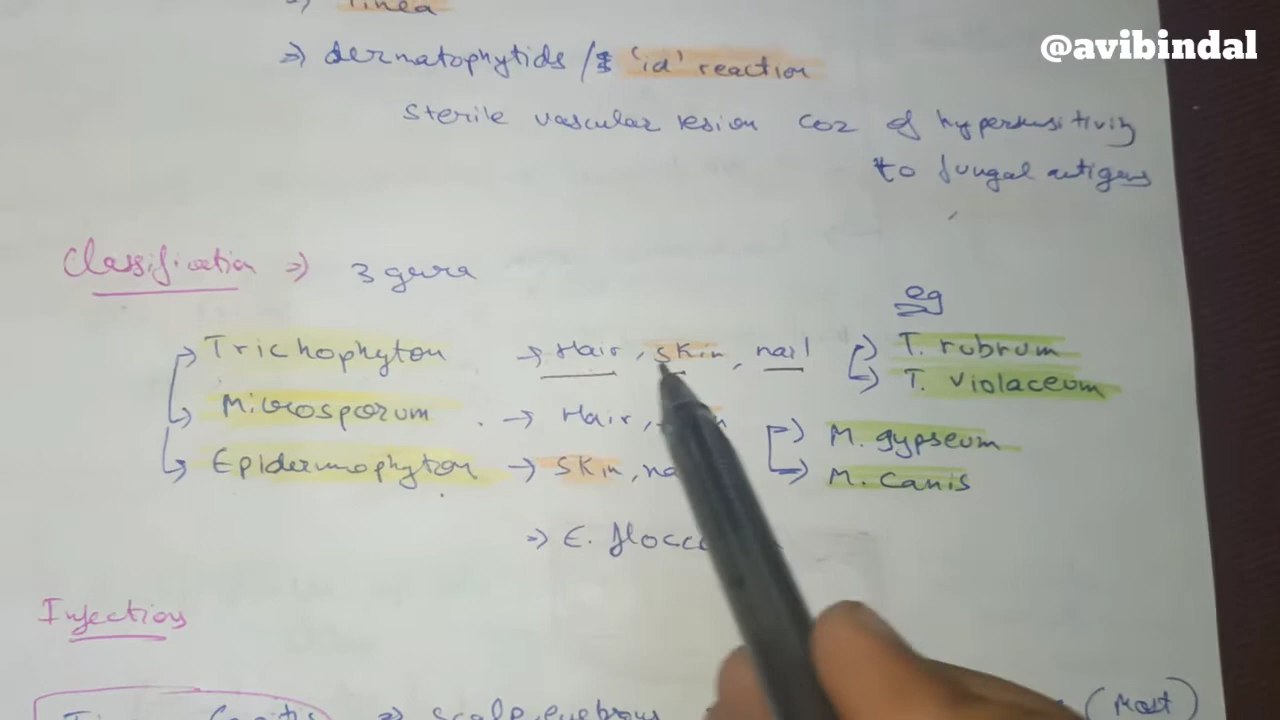 => Tinea
@avibindal
=> dermatophytids / 'id' reaction
sterile vascular lesion coz of hypersensitivity
to fungal antigens
Classification => 3 genera
eg
Trichophyton → Hair, skin, nail → T. rubrum
→ T. violaceum
Microsporum → Hair, → M. gypseum
Epidermophyton → skin, → M. canis
=> E.
Infections
=> scalp, eyebrows (Most